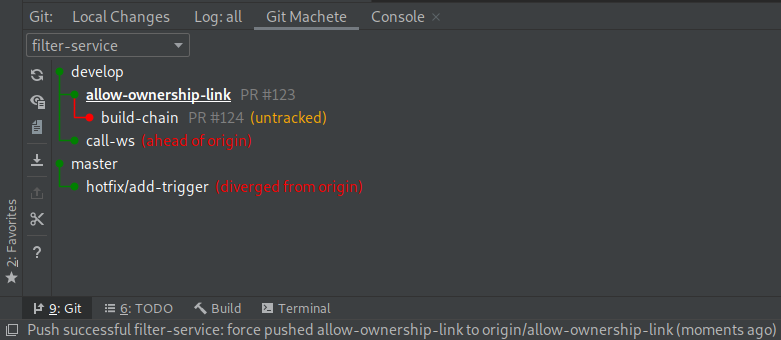 Git: Local Changes Log: all Git Machete Console ×
filter-service
develop
allow-ownership-link PR #123
build-chain PR #124 (untracked)
call-ws (ahead of origin)
master
hotfix/add-trigger (diverged from origin)
?
2: Favorites
9: Git 6: TODO Build Terminal
Push successful filter-service: force pushed allow-ownership-link to origin/allow-ownership-link (moments ago)